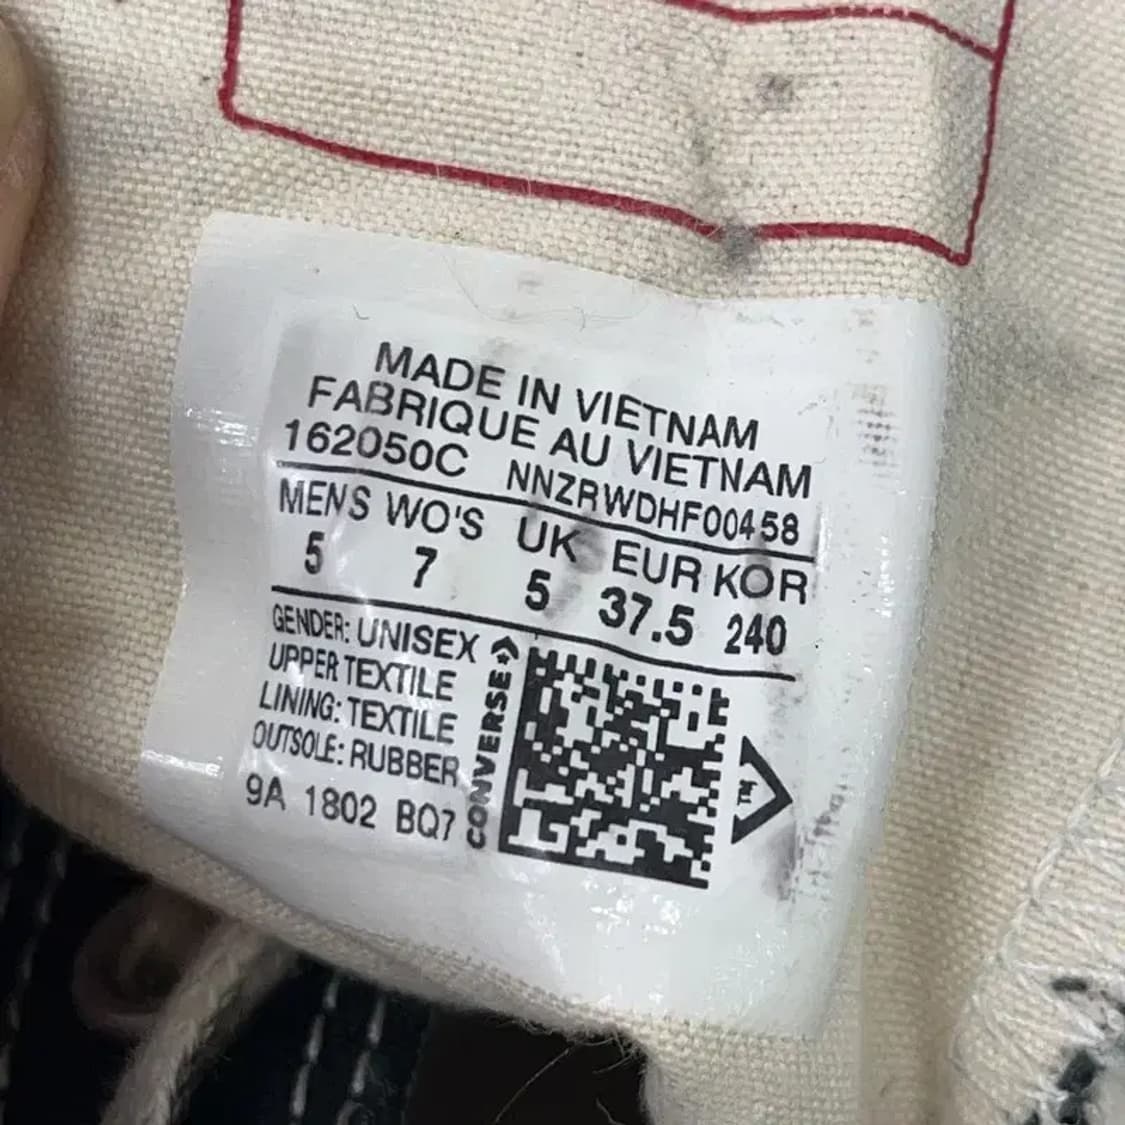 MADE IN VIETNAM
FABRIQUE AU VIETNAM
162050C NNZRWDHF00458
MENS WO'S UK EUR KOR
5 7 5 37.5 240
GENDER: UNISEX
UPPER TEXTILE
LINING: TEXTILE
OUTSOLE: RUBBER
9A 1802 BQ7
CONVERSE